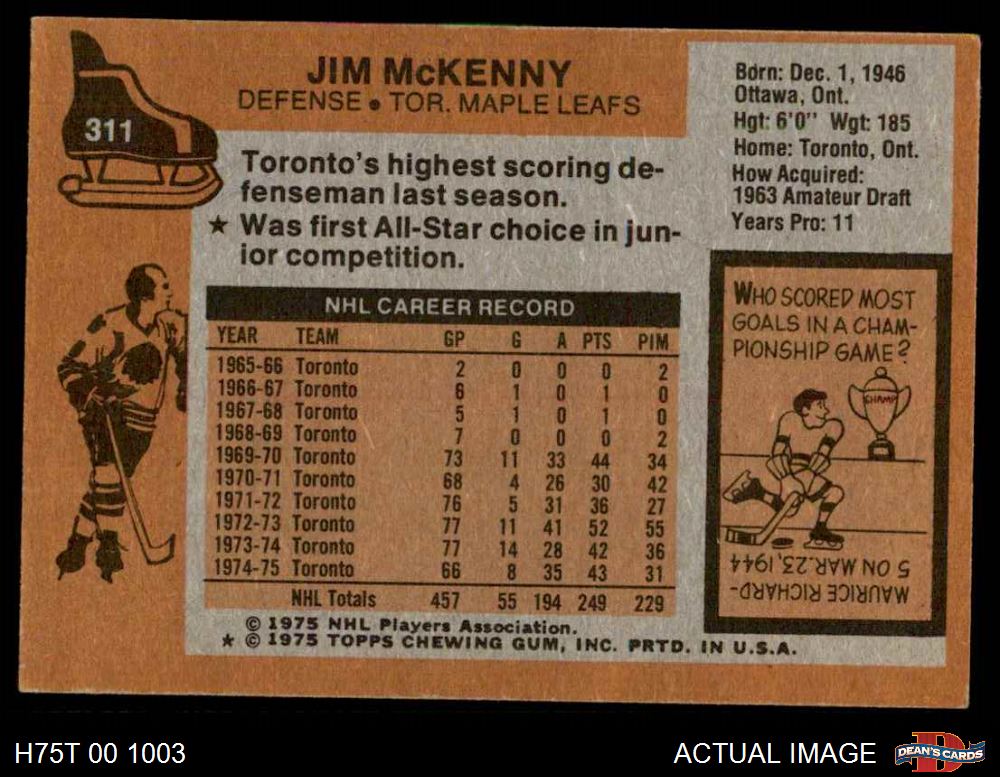 311
JIM McKENNY
DEFENSE • TOR. MAPLE LEAFS
Toronto's highest scoring de-
fenseman last season.
★ Was first All-Star choice in jun-
ior competition.
Born: Dec. 1, 1946
Ottawa, Ont.
Hgt: 6'0" Wgt: 185
Home: Toronto, Ont.
How Acquired:
1963 Amateur Draft
Years Pro: 11
NHL CAREER RECORD
YEAR TEAM GP G A PTS PIM
1965-66 Toronto 2 0 0 0 2
1966-67 Toronto 6 1 0 1 0
1967-68 Toronto 5 1 0 1 0
1968-69 Toronto 7 0 0 0 2
1969-70 Toronto 73 11 33 44 34
1970-71 Toronto 68 4 26 30 42
1971-72 Toronto 76 5 31 36 27
1972-73 Toronto 77 11 41 52 55
1973-74 Toronto 77 14 28 42 36
1974-75 Toronto 66 8 35 43 31
NHL Totals 457 55 194 249 229
© 1975 NHL Players Association.
★ © 1975 TOPPS CHEWING GUM, INC. PRTD. IN U.S.A.
WHO SCORED MOST
GOALS IN A CHAM-
PIONSHIP GAME?
CHAMP
MAURICE RICHARD-
5 ON MAR. 23, 1944
H75T 00 1003
ACTUAL IMAGE
D
DEAN'S CARDS